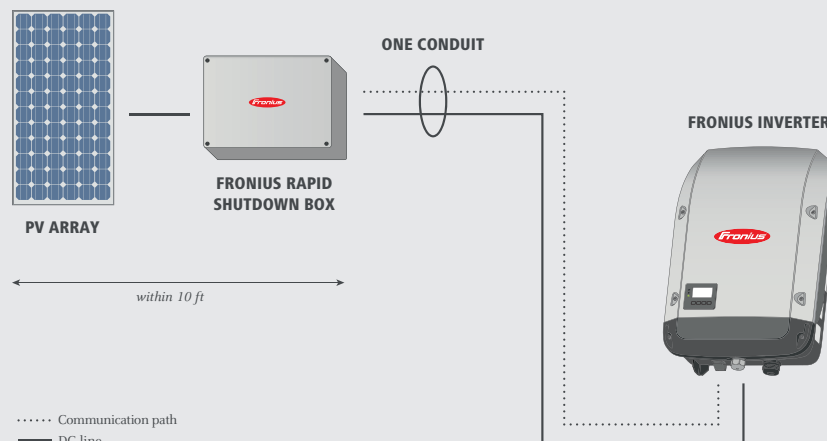 ONE CONDUIT
Fronius
FRONIUS INVERTER
FRONIUS RAPID
SHUTDOWN BOX
PV ARRAY
Fronius
within 10 ft
Communication path
DC line